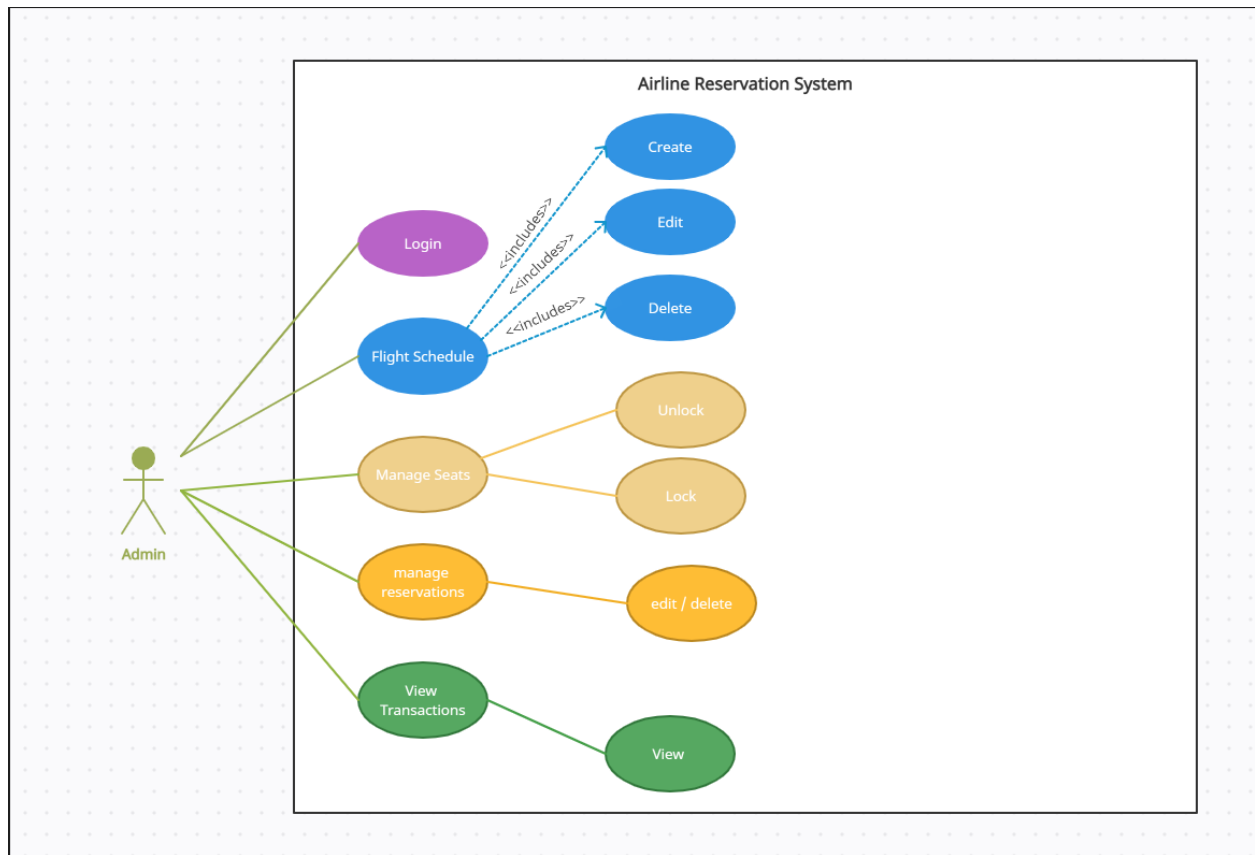 Airline Reservation System
Create
<<includes>>
Edit
Login
<<includes>>
<<includes>>
Delete
Flight Schedule
Unlock
Manage Seats
Lock
Admin
manage
reservations
edit / delete
View
Transactions
View